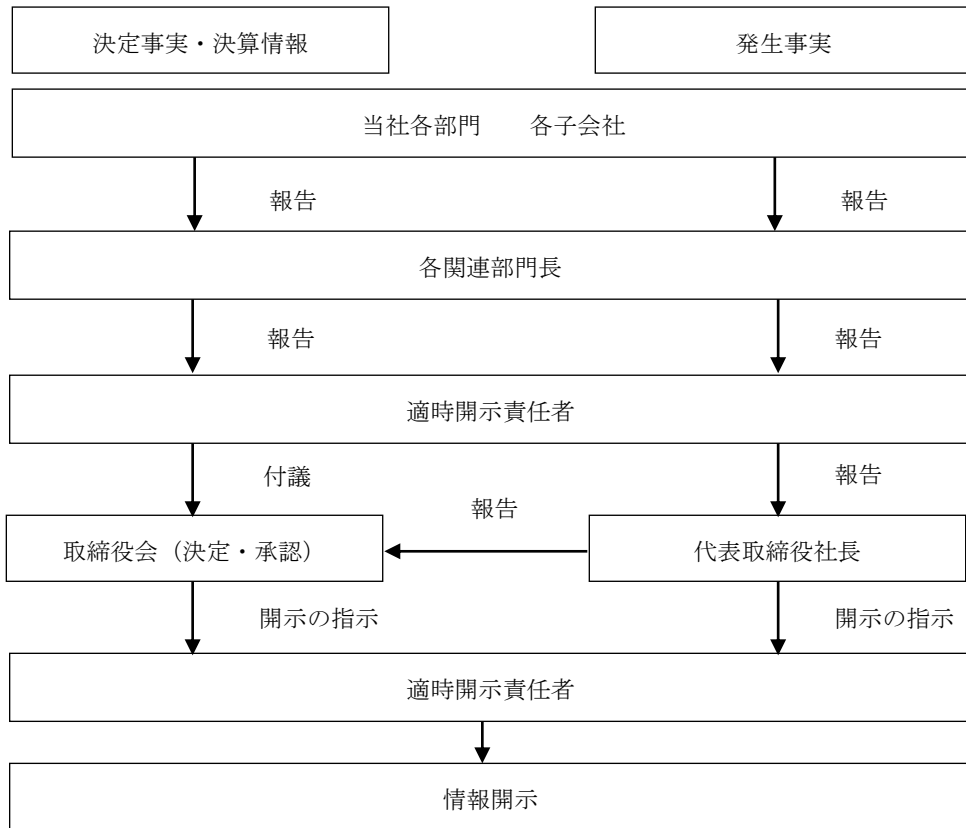 決定事実・決算情報
発生事実
当社各部門　　各子会社
報告
報告
各関連部門長
報告
報告
適時開示責任者
付議
報告
報告
取締役会（決定・承認）
代表取締役社長
開示の指示
開示の指示
適時開示責任者
情報開示